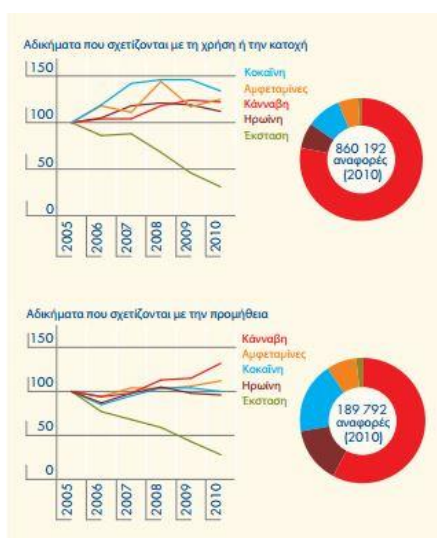 Αδικήματα που σχετίζονται με τη χρήση ή την κατοχή
150
100
50
0
2005
2006
2007
2008
2009
2010
Κοκαΐνη
Αμφεταμίνες
Κάνναβη
Ηρωίνη
Έκσταση
860 192
αναφορές
(2010)
Αδικήματα που σχετίζονται με την προμήθεια
150
100
50
0
2005
2006
2007
2008
2009
2010
Κάνναβη
Αμφεταμίνες
Κοκαΐνη
Ηρωίνη
Έκσταση
189 792
αναφορές
(2010)